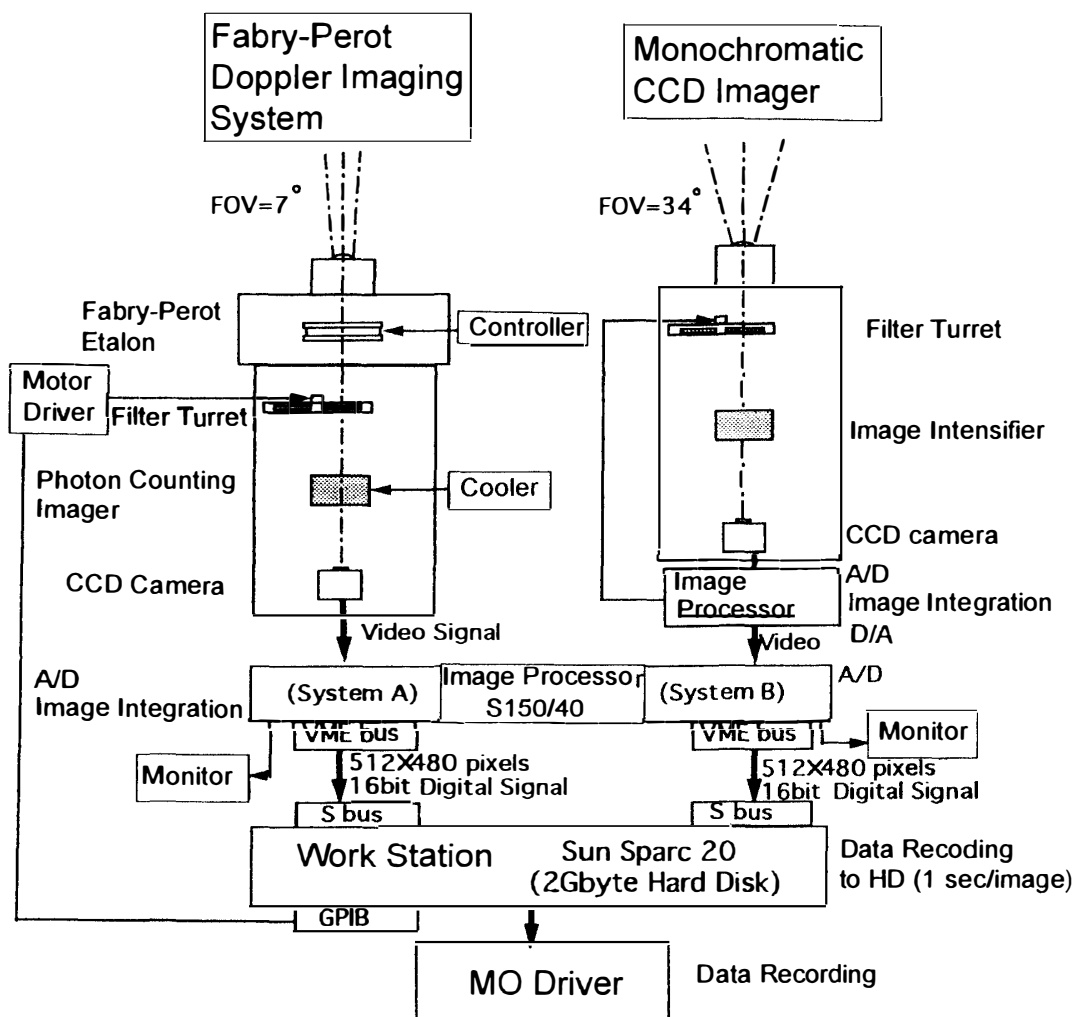 Fabry-Perot
Doppler Imaging
System
Monochromatic
CCD Imager
FOV=7°
FOV=34°
Fabry-Perot
Etalon
Controller
Filter Turret
Motor
Driver
Filter Turret
Image Intensifier
Photon Counting
Imager
Cooler
CCD camera
CCD Camera
Image
Processor
A/D
Image Integration
D/A
Video Signal
Video
A/D
Image Integration
(System A)
Image Processor
S150/40
(System B)
A/D
VME bus
VME bus
Monitor
Monitor
512X480 pixels
16bit Digital Signal
512X480 pixels
16bit Digital Signal
S bus
S bus
Work Station
Sun Sparc 20
(2Gbyte Hard Disk)
Data Recoding
to HD (1 sec/image)
GPIB
MO Driver
Data Recording